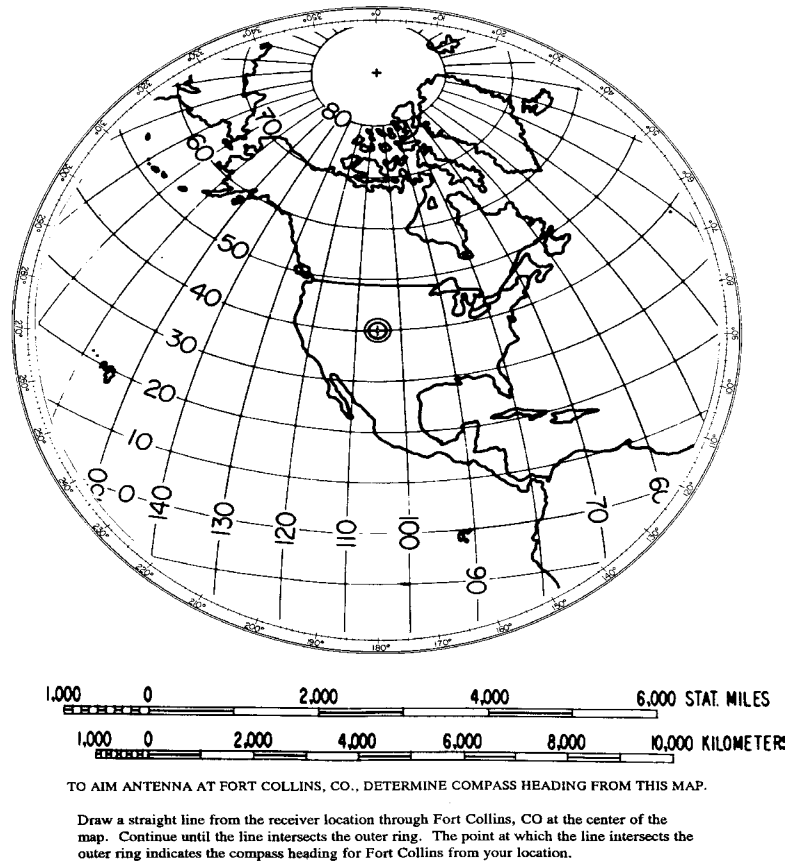 80
70
60
50
40
30
20
10
0
140
130
120
110
100
90
70
180°
1,000 0 2,000 4,000 6,000 STAT. MILES
1,000 0 2,000 4,000 6,000 8,000 10,000 KILOMETERS
TO AIM ANTENNA AT FORT COLLINS, CO., DETERMINE COMPASS HEADING FROM THIS MAP.
Draw a straight line from the receiver location through Fort Collins, CO at the center of the
map. Continue until the line intersects the outer ring. The point at which the line intersects the
outer ring indicates the compass heading for Fort Collins from your location.